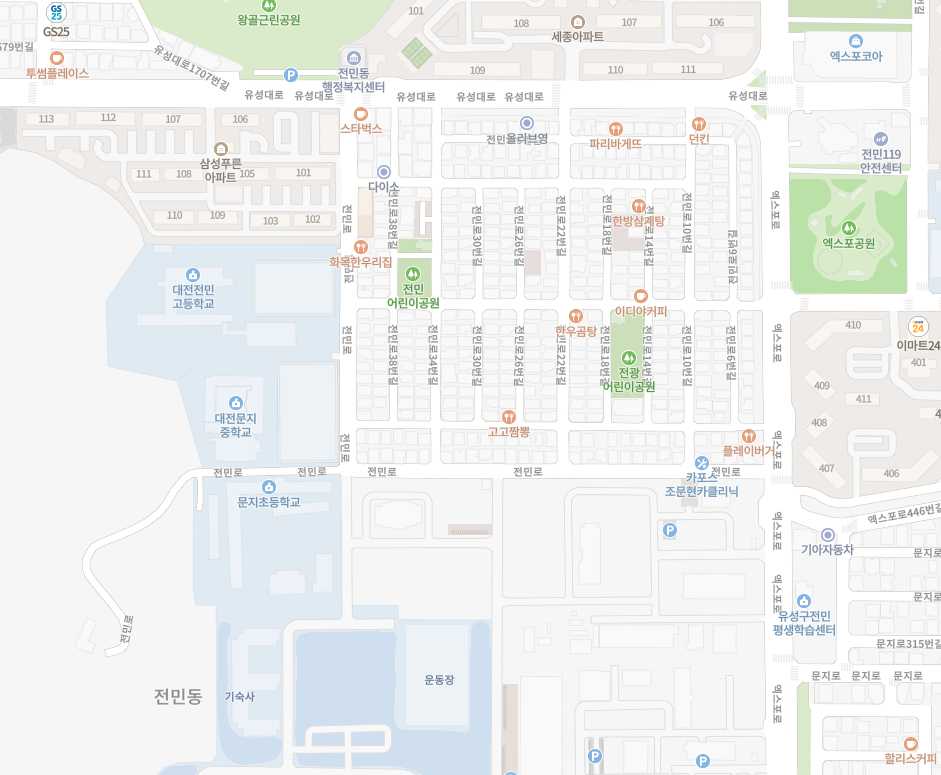 GS
25
GS25
579번길
투썸플레이스
유성대로1707번길
왕골근린공원
전민동
행정복지센터
101
108
107
106
세종아파트
109
110
111
엑스포코아
유성대로
유성대로
유성대로
유성대로
유성대로
유성대로
113
112
107
106
삼성푸른
아파트
111
108
105
101
110
109
103
102
스타벅스
다이소
올리브영
파리바게뜨
던킨
전민119
안전센터
엑스포공원
엑스포로
전민로
전민로38번길
전민로30번길
전민로26번길
전민로22번길
전민로18번길
전민로14번길
전민로10번길
전민로6번길
한방삼계탕
화목한우리집
전민
어린이공원
대전전민
고등학교
이디야커피
한우곰탕
전광
어린이공원
전민로
전민로38번길
전민로34번길
전민로30번길
전민로26번길
전민로22번길
전민로18번길
전민로10번길
전민로6번길
엑스포로
410
24
이마트24
401
409
411
408
407
406
대전문지
중학교
고고짬뽕
플레이버거
전민로
엑스포로
전민로
전민로
전민로
전민로
전민로
카포스
조문현카클리닉
문지초등학교
엑스포로446번길
엑스포로
기아자동차
문지로
엑스포로
문지로
유성구전민
평생학습센터
문지로315번길
문지로
문지로
문지로
전민로
전민동
기숙사
운동장
엑스포로
할리스커피